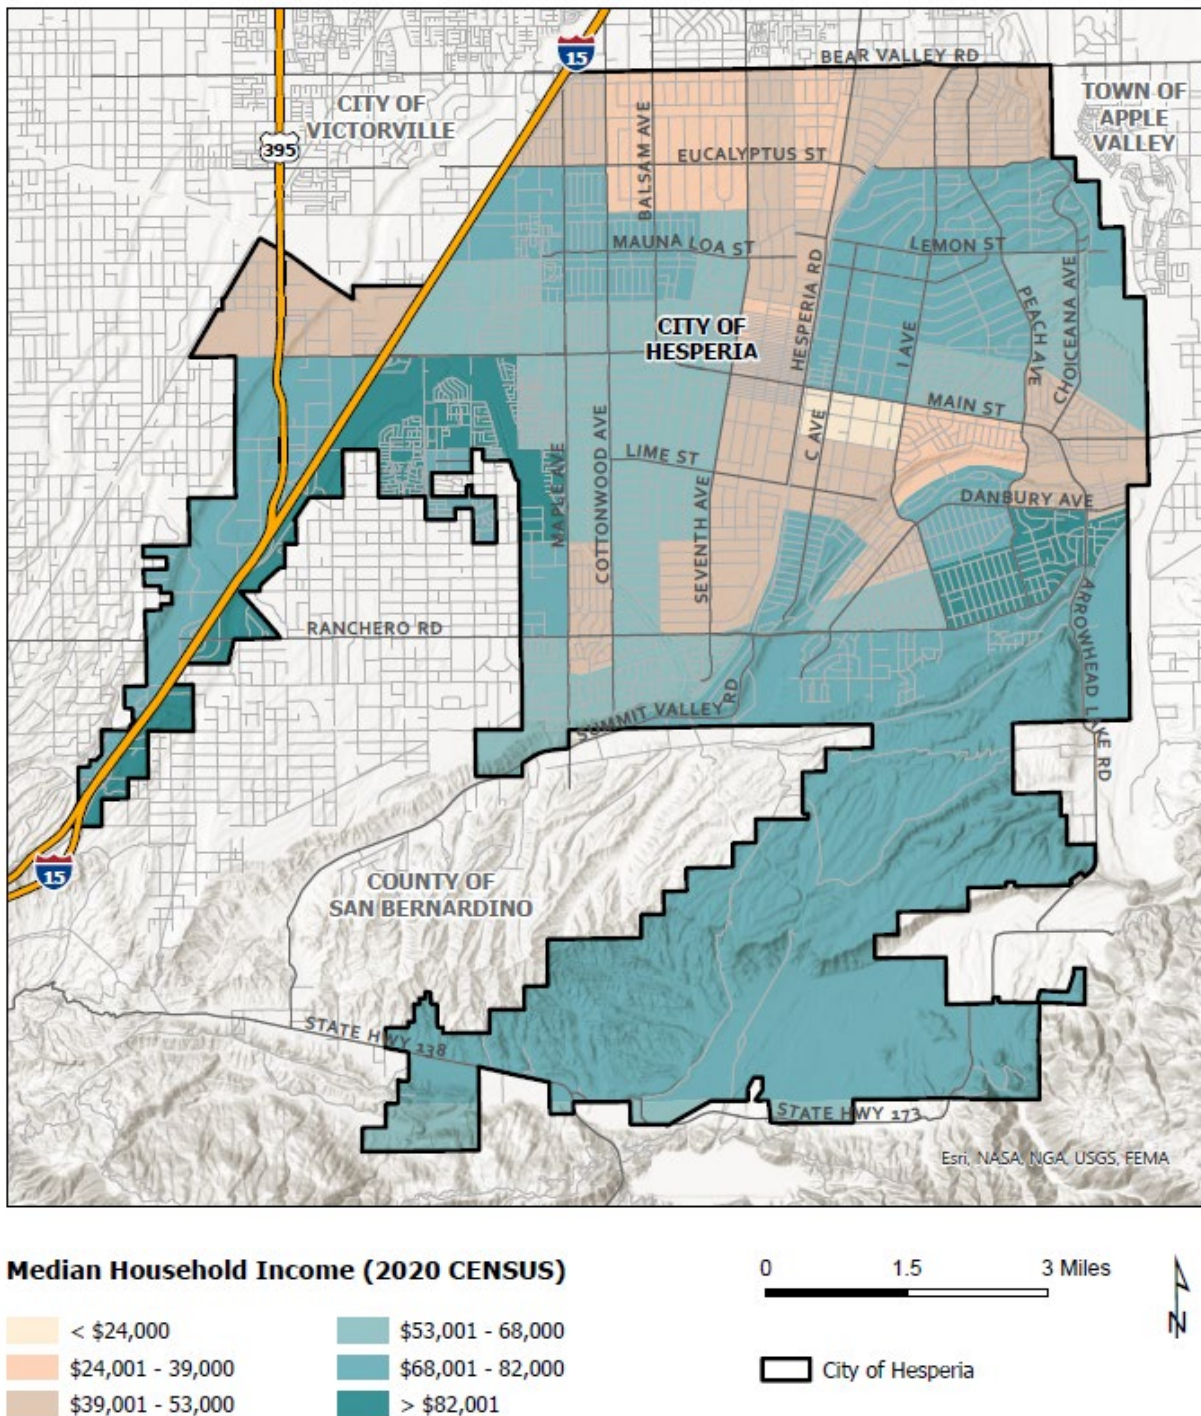 15
BEAR VALLEY RD
CITY OF
VICTORVILLE
TOWN OF
APPLE
VALLEY
395
BALSAM AVE
EUCALYPTUS ST
MAUNA LOA ST
LEMON ST
CITY OF
HESPERIA
HESPERIA RD
I AVE
PEACH AVE
CHOICEANA AVE
MAIN ST
C AVE
LIME ST
MAPLE AVE
COTTONWOOD AVE
SEVENTH AVE
DANBURY AVE
RANCHERO RD
ARROWHEAD LAKE RD
SUMMIT VALLEY RD
15
COUNTY OF
SAN BERNARDINO
STATE HWY 138
STATE HWY 173
Esri, NASA, NGA, USGS, FEMA
Median Household Income (2020 CENSUS)
< $24,000
$24,001 - 39,000
$39,001 - 53,000
$53,001 - 68,000
$68,001 - 82,000
> $82,001
0 1.5 3 Miles
City of Hesperia
N